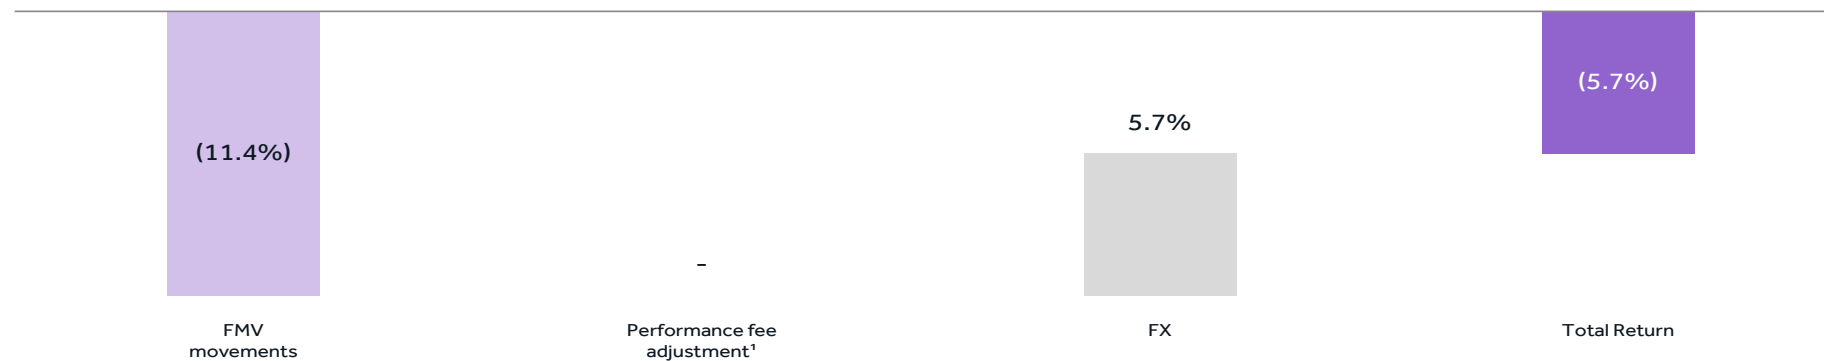 (11.4%)
-
5.7%
(5.7%)
FMV
movements
Performance fee
adjustment¹
FX
Total Return